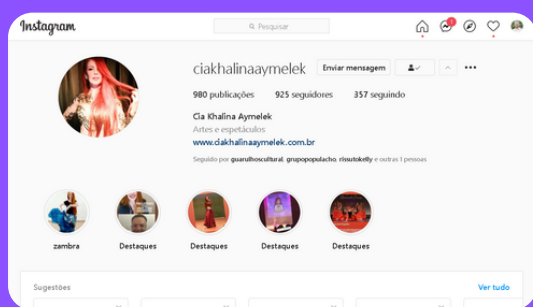 Instagram
Pesquisar
ciakhalinaaymelek Enviar mensagem
980 publicações 925 seguidores 357 seguindo
Cia Khalina Aymelek
Artes e espetáculos
www.ciakhalinaaymelek.com.br
Seguido por guarulhoscultural, grupopopulacho, rissutokelly e outras 1 pessoas
zambra Destaques Destaques Destaques Destaques
Sugestões Ver tudo